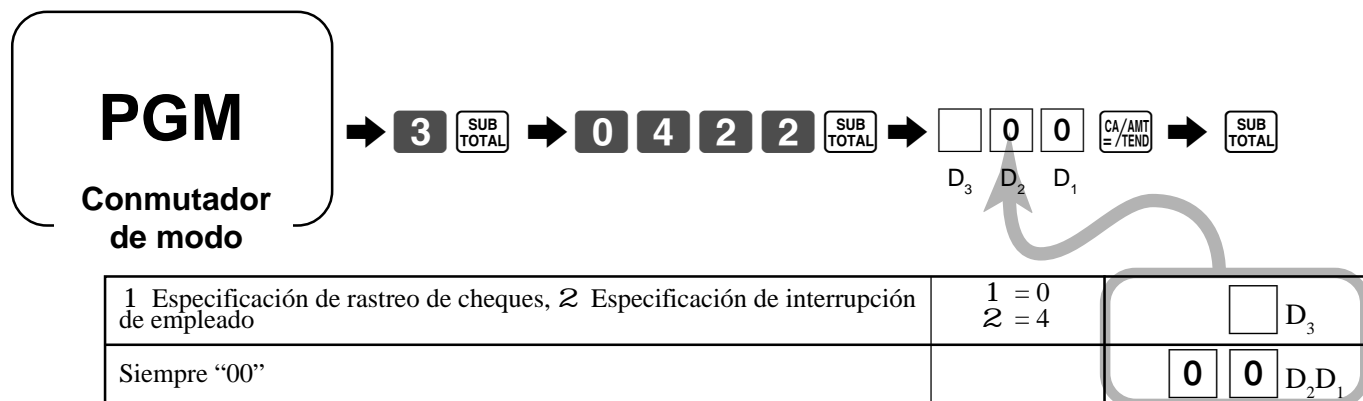 PGM
Conmutador
de modo
3 SUB TOTAL 0 4 2 2 SUB TOTAL 0 0 CA/AMT =/TEND SUB TOTAL
D3 D2 D1
1 Especificación de rastreo de cheques, 2 Especificación de interrupción
de empleado
1 = 0
2 = 4
D3
Siempre “00”
0 0 D2D1